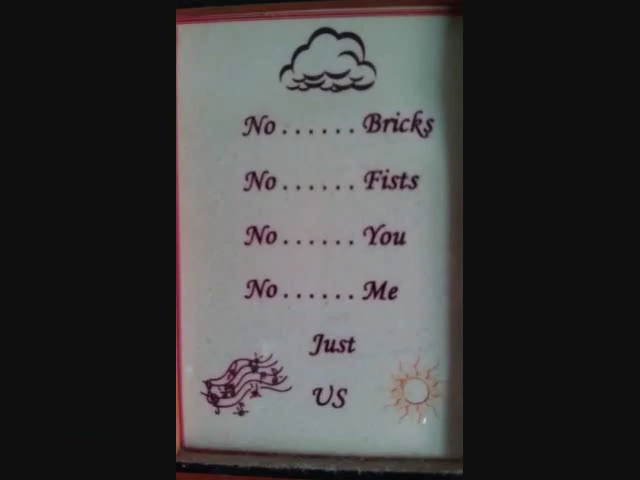 No . . . . . . Bricks
No . . . . . . Fists
No . . . . . . You
No . . . . . . Me
Just
US